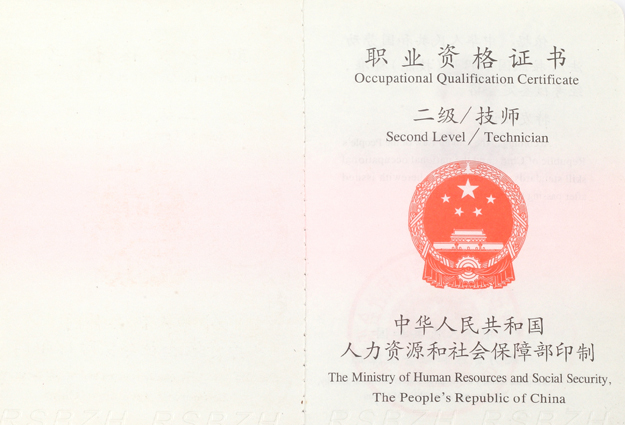 职业资格证书
Occupational Qualification Certificate
二级/技师
Second Level/Technician
中华人民共和国
人力资源和社会保障部印制
The Ministry of Human Resources and Social Security,
The People's Republic of China